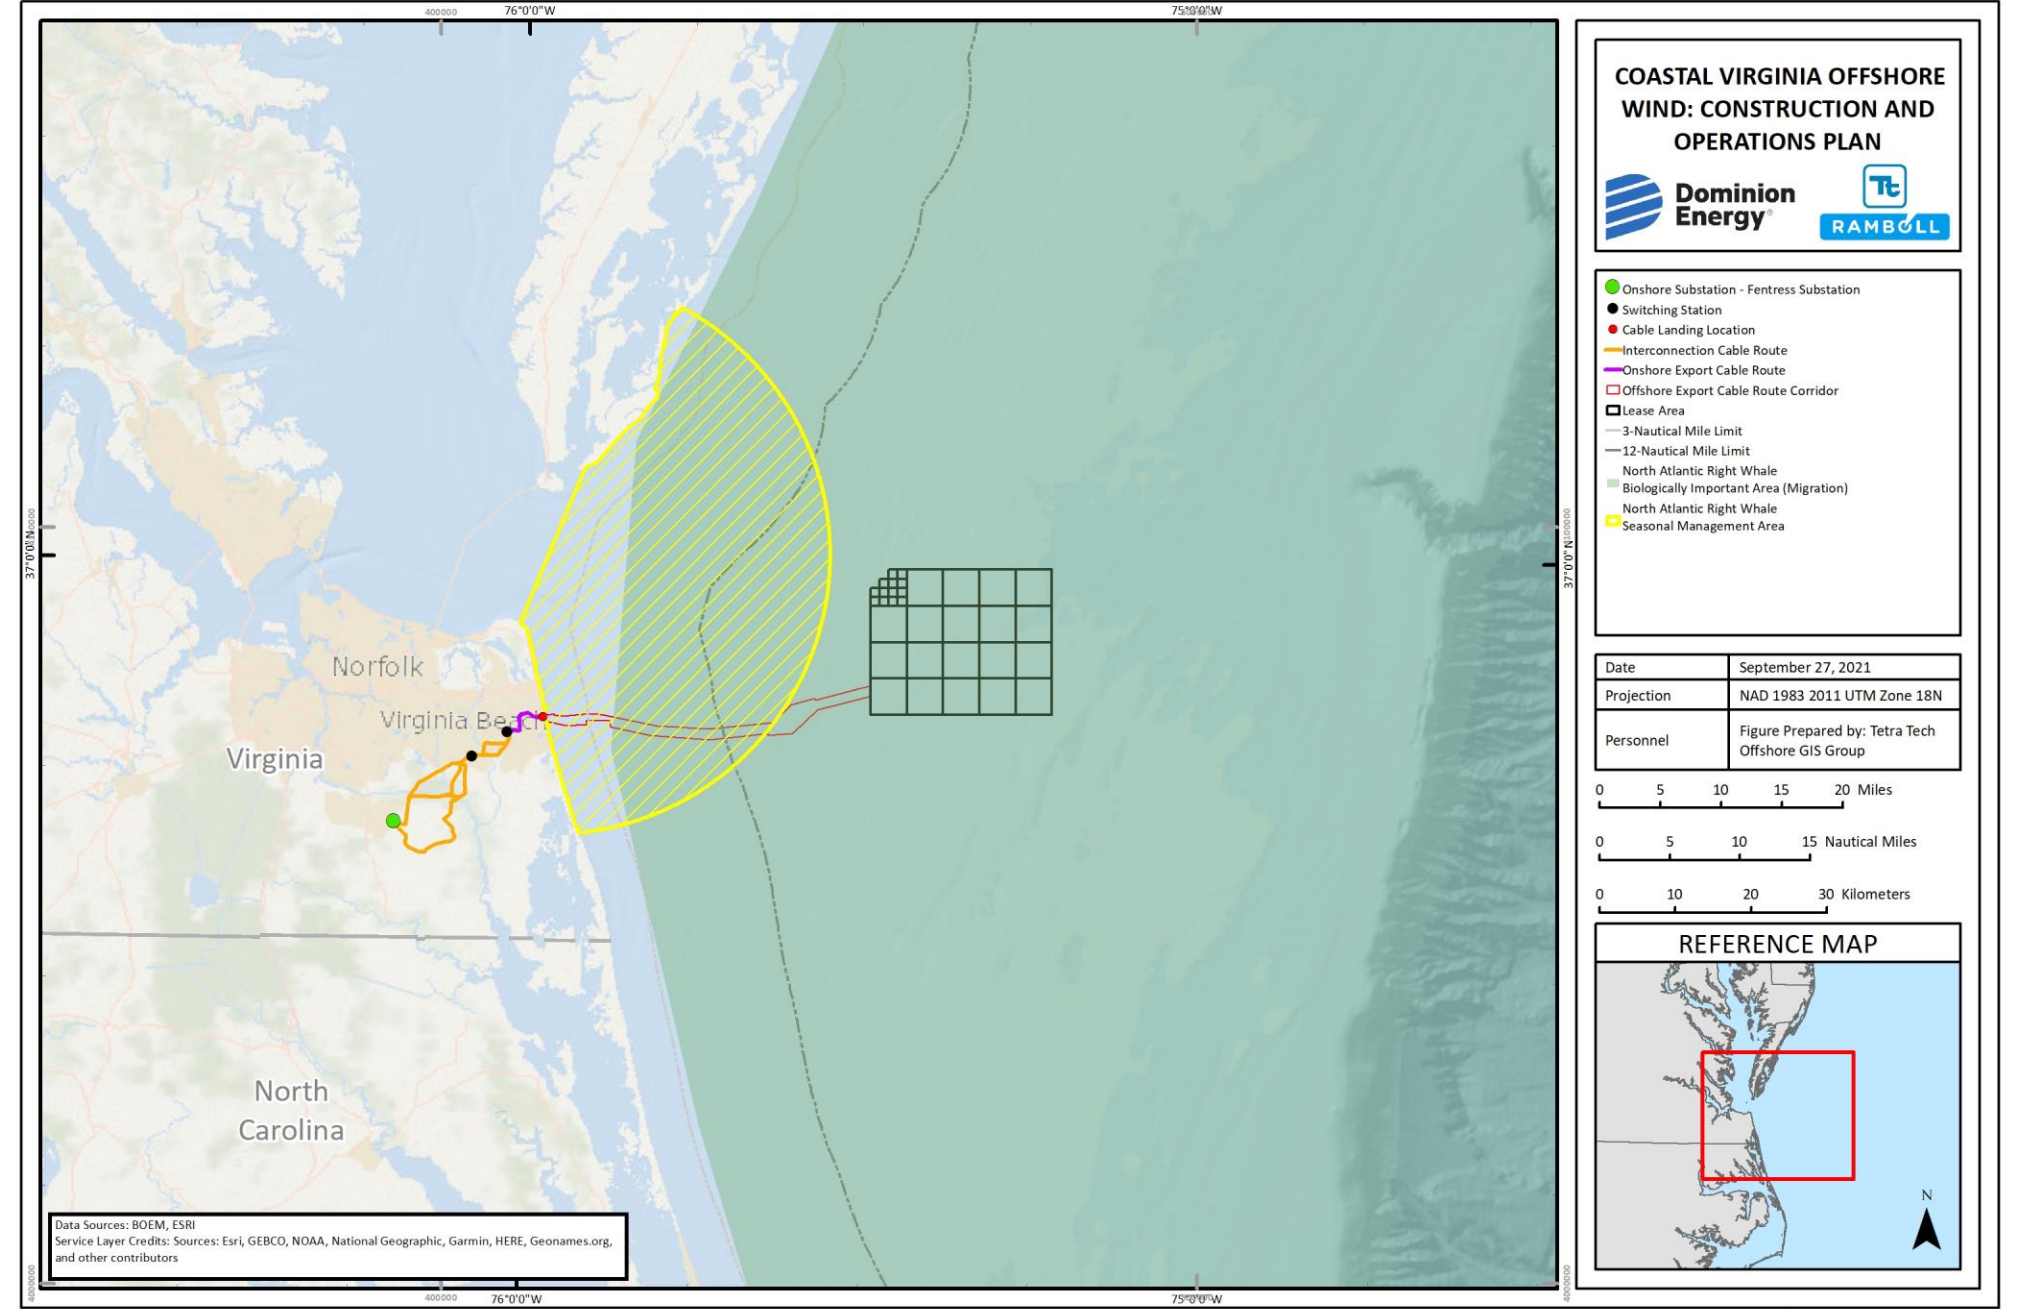 400000
76°0'0"W
75°0'0"W
37°0'0"N
Norfolk
Virginia Beach
Virginia
North
Carolina
Data Sources: BOEM, ESRI
Service Layer Credits: Sources: Esri, GEBCO, NOAA, National Geographic, Garmin, HERE, Geonames.org,
and other contributors
400000
76°0'0"W
75°0'0"W
37°0'0"N
COASTAL VIRGINIA OFFSHORE
WIND: CONSTRUCTION AND
OPERATIONS PLAN
Dominion
Energy®
Tt
RAMBOLL
Onshore Substation - Fentress Substation
Switching Station
Cable Landing Location
Interconnection Cable Route
Onshore Export Cable Route
Offshore Export Cable Route Corridor
Lease Area
3-Nautical Mile Limit
12-Nautical Mile Limit
North Atlantic Right Whale
Biologically Important Area (Migration)
North Atlantic Right Whale
Seasonal Management Area
Date September 27, 2021
Projection NAD 1983 2011 UTM Zone 18N
Personnel Figure Prepared by: Tetra Tech
Offshore GIS Group
0 5 10 15 20 Miles
0 5 10 15 Nautical Miles
0 10 20 30 Kilometers
REFERENCE MAP
N